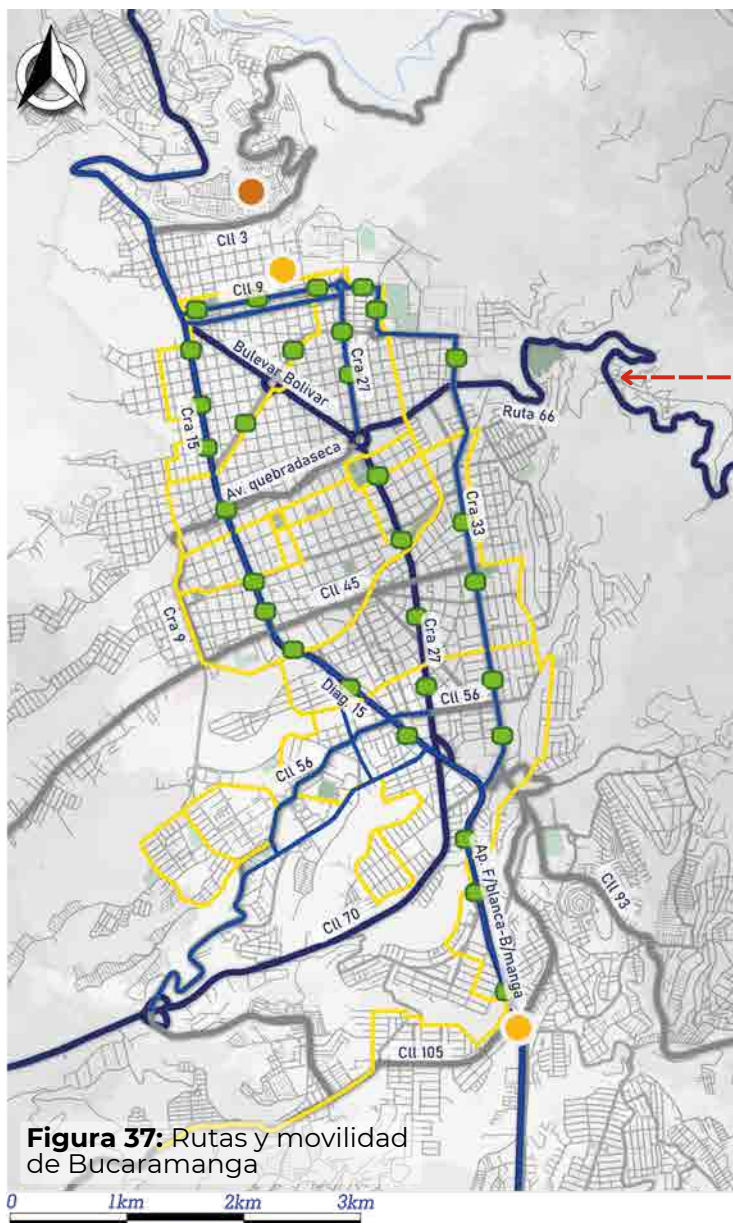 Cll 3
Cll 9
Bulevar Bolívar
Cra 27
Ruta 66
Cra 15
Av. quebradaseca
Cra 33
Cll 45
Cra 9
Cra 27
Diag. 15
Cll 56
Cll 56
Ap. F/blanca-B/manga
Cll 93
Cll 70
Cll 105
Figura 37: Rutas y movilidad
de Bucaramanga
0 1km 2km 3km